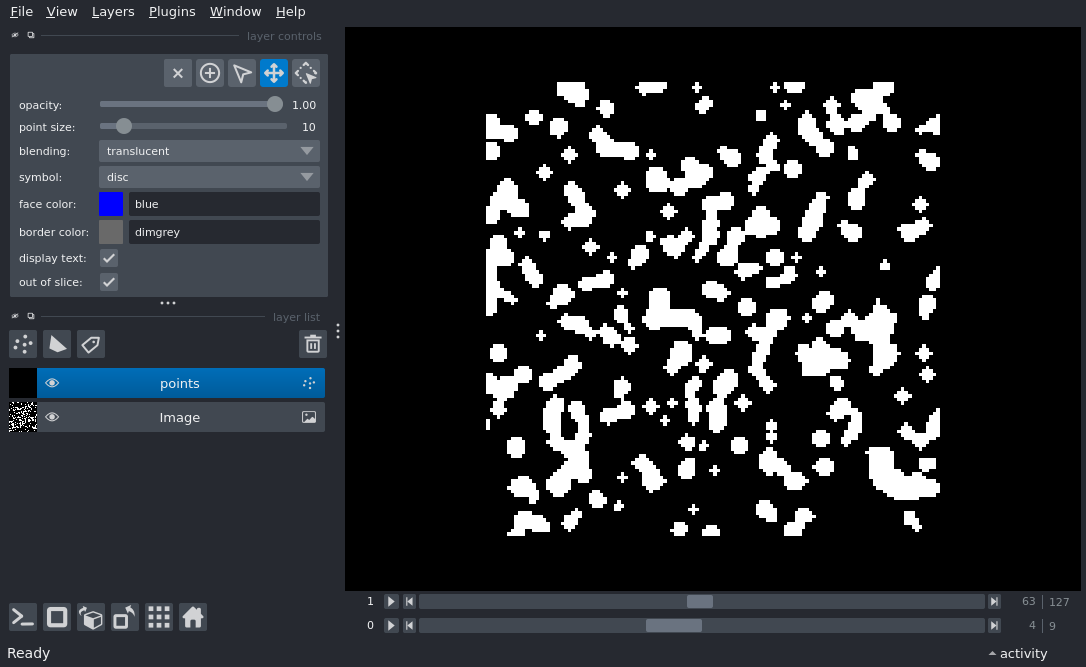 File View Layers Plugins Window Help
layer controls
opacity: 1.00
point size: 10
blending: translucent
symbol: disc
face color: blue
border color: dimgrey
display text:
out of slice:
layer list
points
Image
1 63 | 127
0 4 | 9
Ready activity